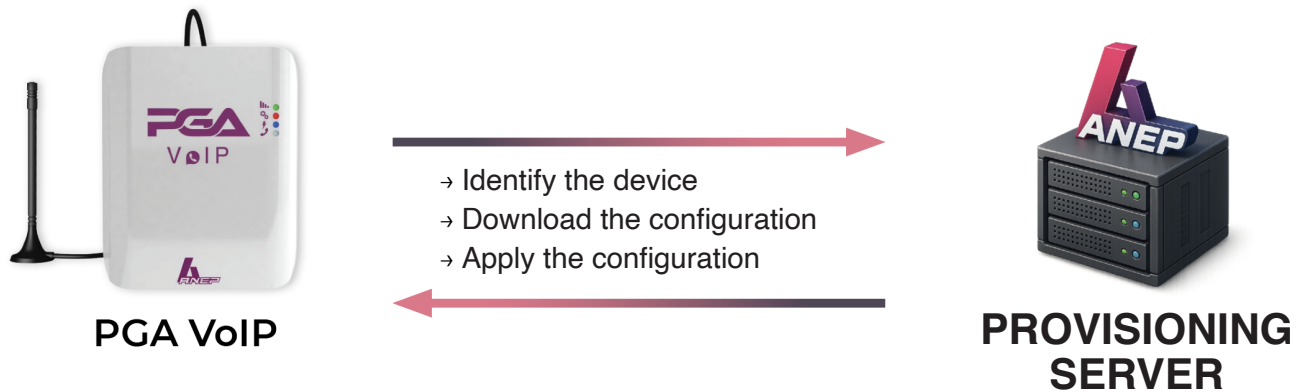 PGA
VoIP
ANEP
PGA VoIP
→ Identify the device
→ Download the configuration
→ Apply the configuration
ANEP
PROVISIONING
SERVER